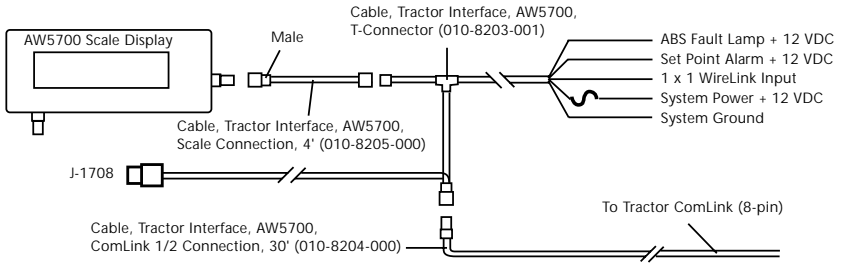 Cable, Tractor Interface, AW5700,
T-Connector (010-8203-001)
AW5700 Scale Display
Male
ABS Fault Lamp + 12 VDC
Set Point Alarm + 12 VDC
1 x 1 WireLink Input
System Power + 12 VDC
System Ground
Cable, Tractor Interface, AW5700,
Scale Connection, 4' (010-8205-000)
J-1708
To Tractor ComLink (8-pin)
Cable, Tractor Interface, AW5700,
ComLink 1/2 Connection, 30' (010-8204-000)